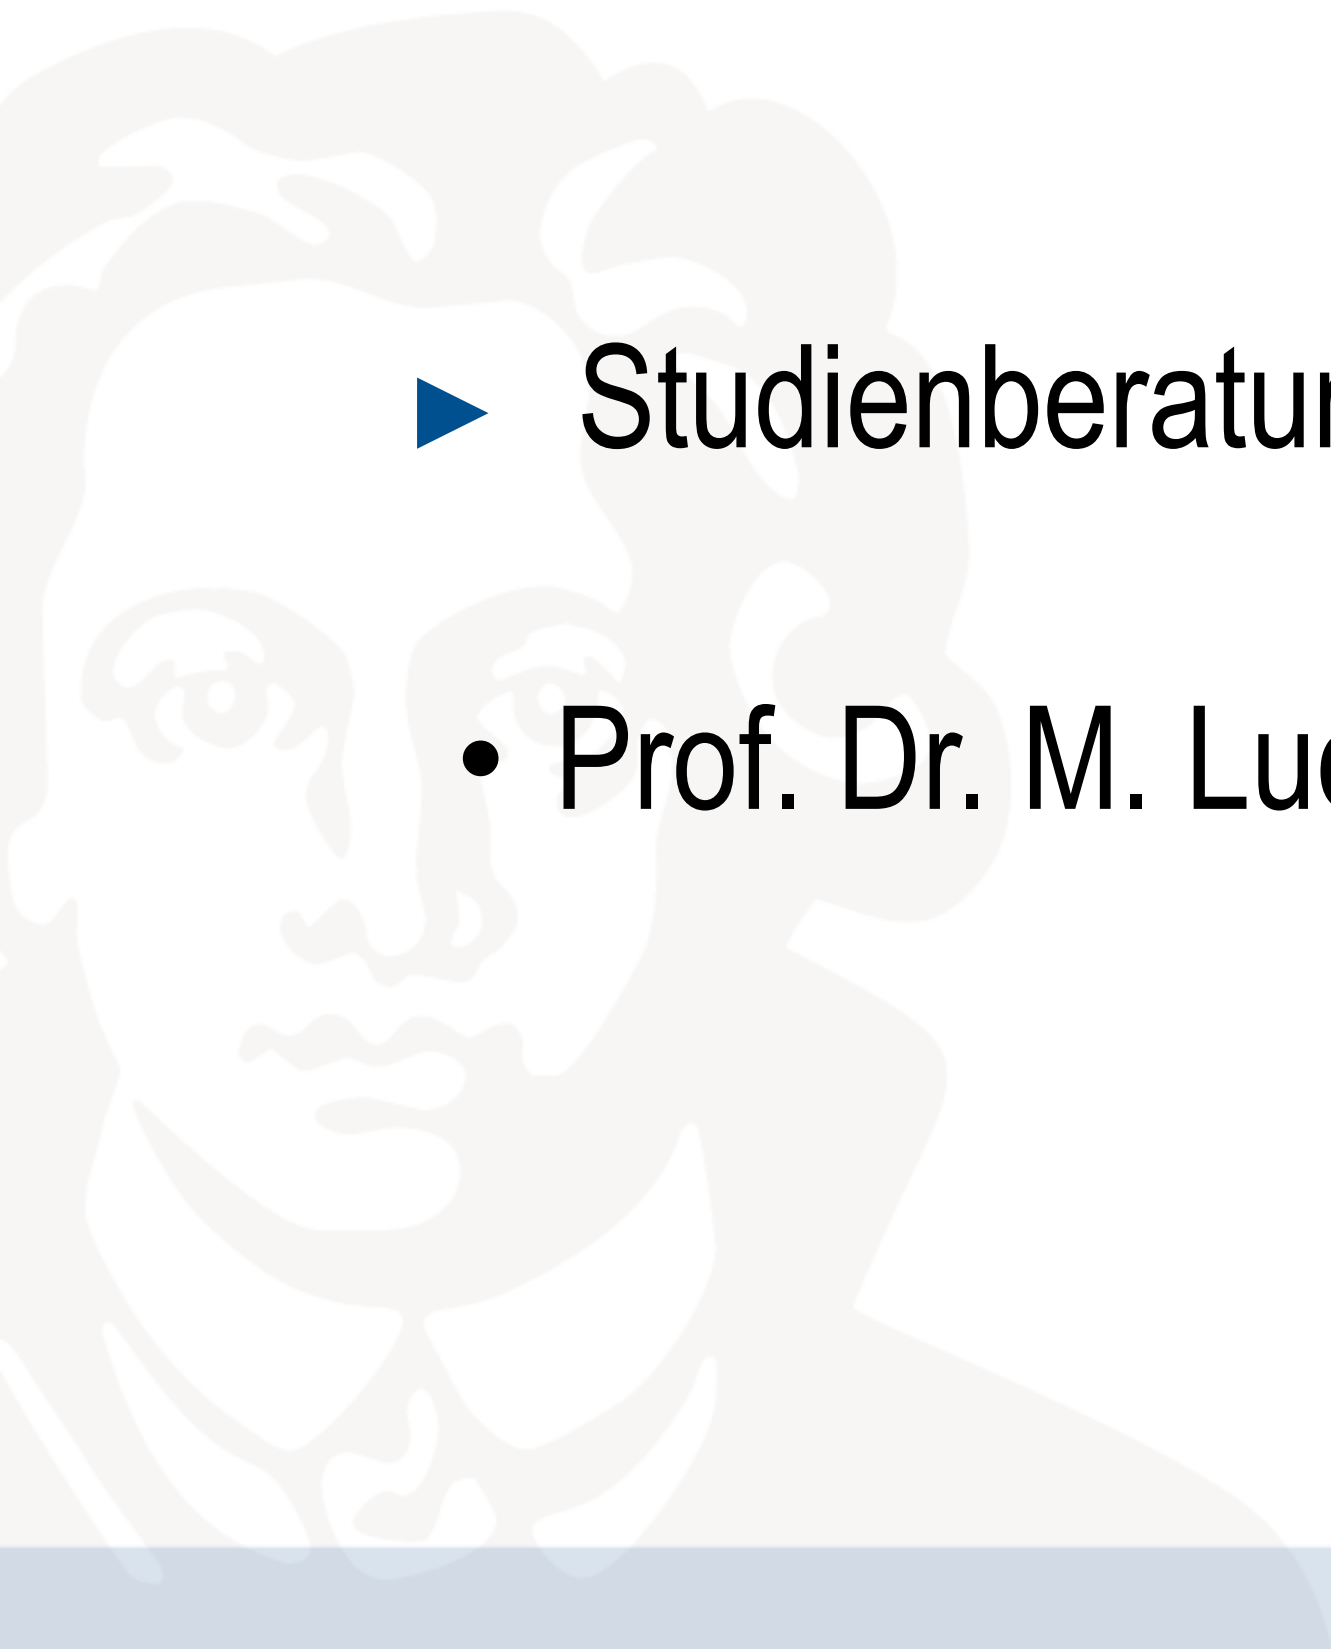 ► Studienberatu
• Prof. Dr. M. Lu